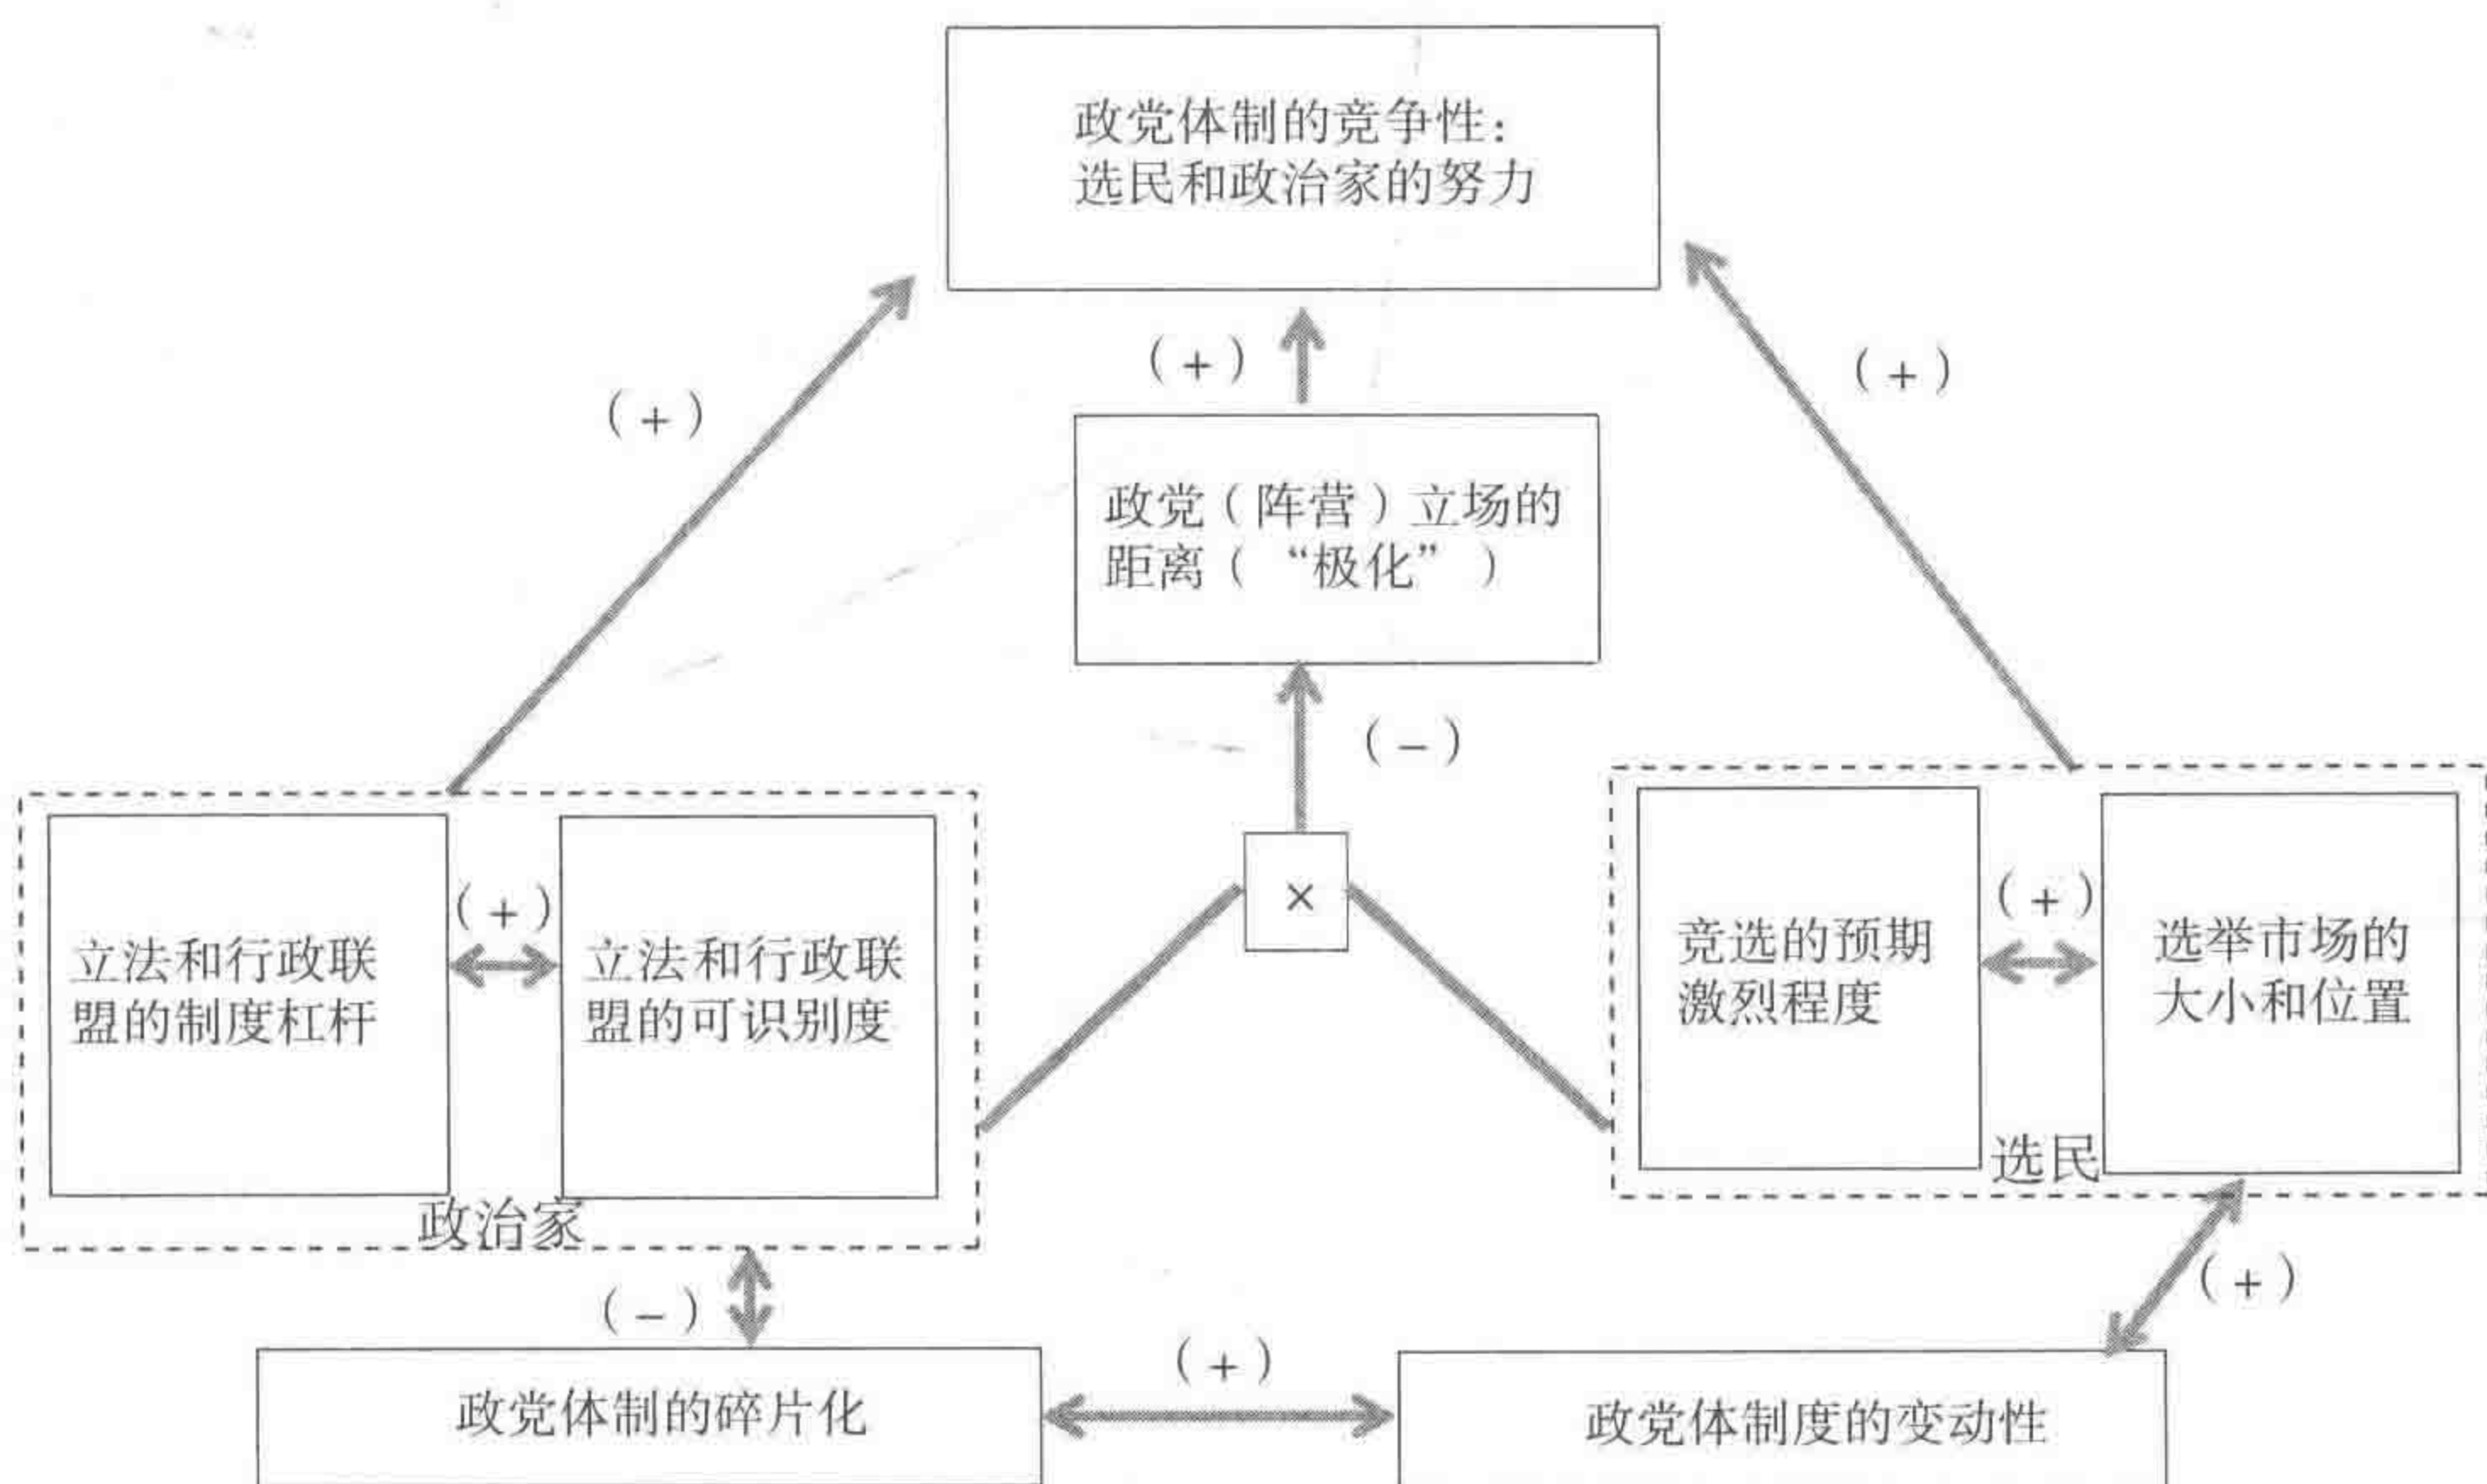 政党体制的竞争性：
选民和政治家的努力
（+）
（+）
（+）
政党（阵营）立场的
距离（“极化”）
（-）
立法和行政联
盟的制度杠杆
（+）
立法和行政联
盟的可识别度
政治家
×
竞选的预期
激烈程度
（+）
选举市场的
大小和位置
选民
（-）
（+）
政党体制的碎片化
（+）
政党体制度的变动性